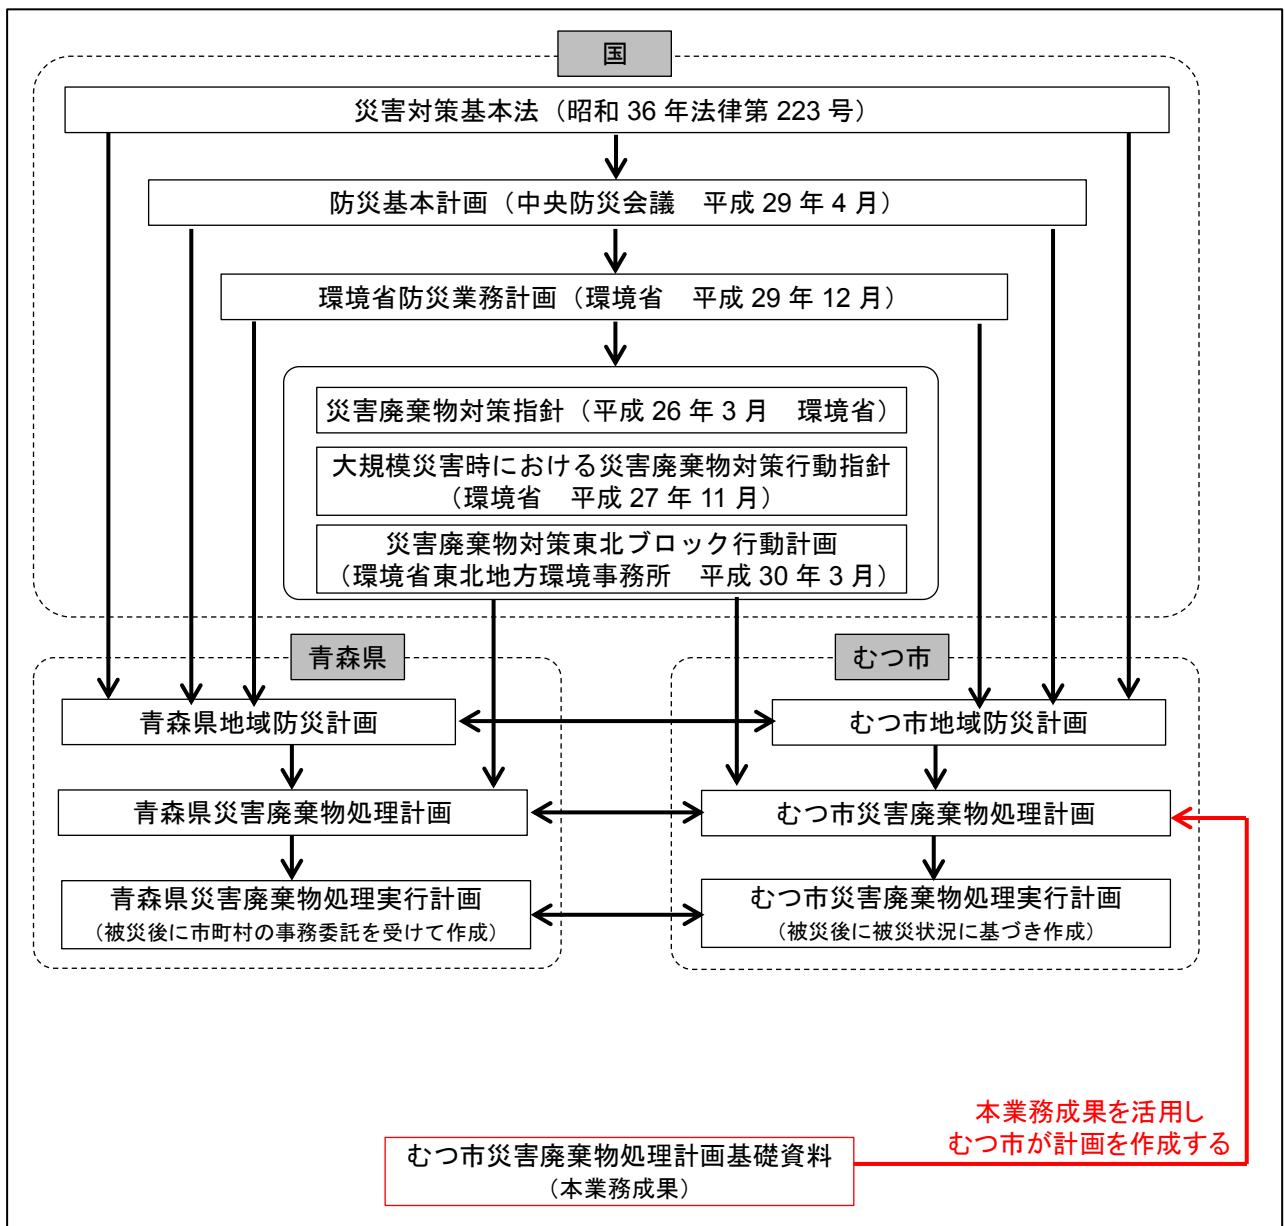 国
災害対策基本法（昭和 36 年法律第 223 号）
防災基本計画（中央防災会議　平成 29 年 4 月）
環境省防災業務計画（環境省　平成 29 年 12 月）
災害廃棄物対策指針（平成 26 年 3 月　環境省）
大規模災害時における災害廃棄物対策行動指針
（環境省　平成 27 年 11 月）
災害廃棄物対策東北ブロック行動計画
（環境省東北地方環境事務所　平成 30 年 3 月）
青森県
青森県地域防災計画
青森県災害廃棄物処理計画
青森県災害廃棄物処理実行計画
（被災後に市町村の事務委託を受けて作成）
むつ市
むつ市地域防災計画
むつ市災害廃棄物処理計画
むつ市災害廃棄物処理実行計画
（被災後に被災状況に基づき作成）
本業務成果を活用し
むつ市が計画を作成する
むつ市災害廃棄物処理計画基礎資料
（本業務成果）